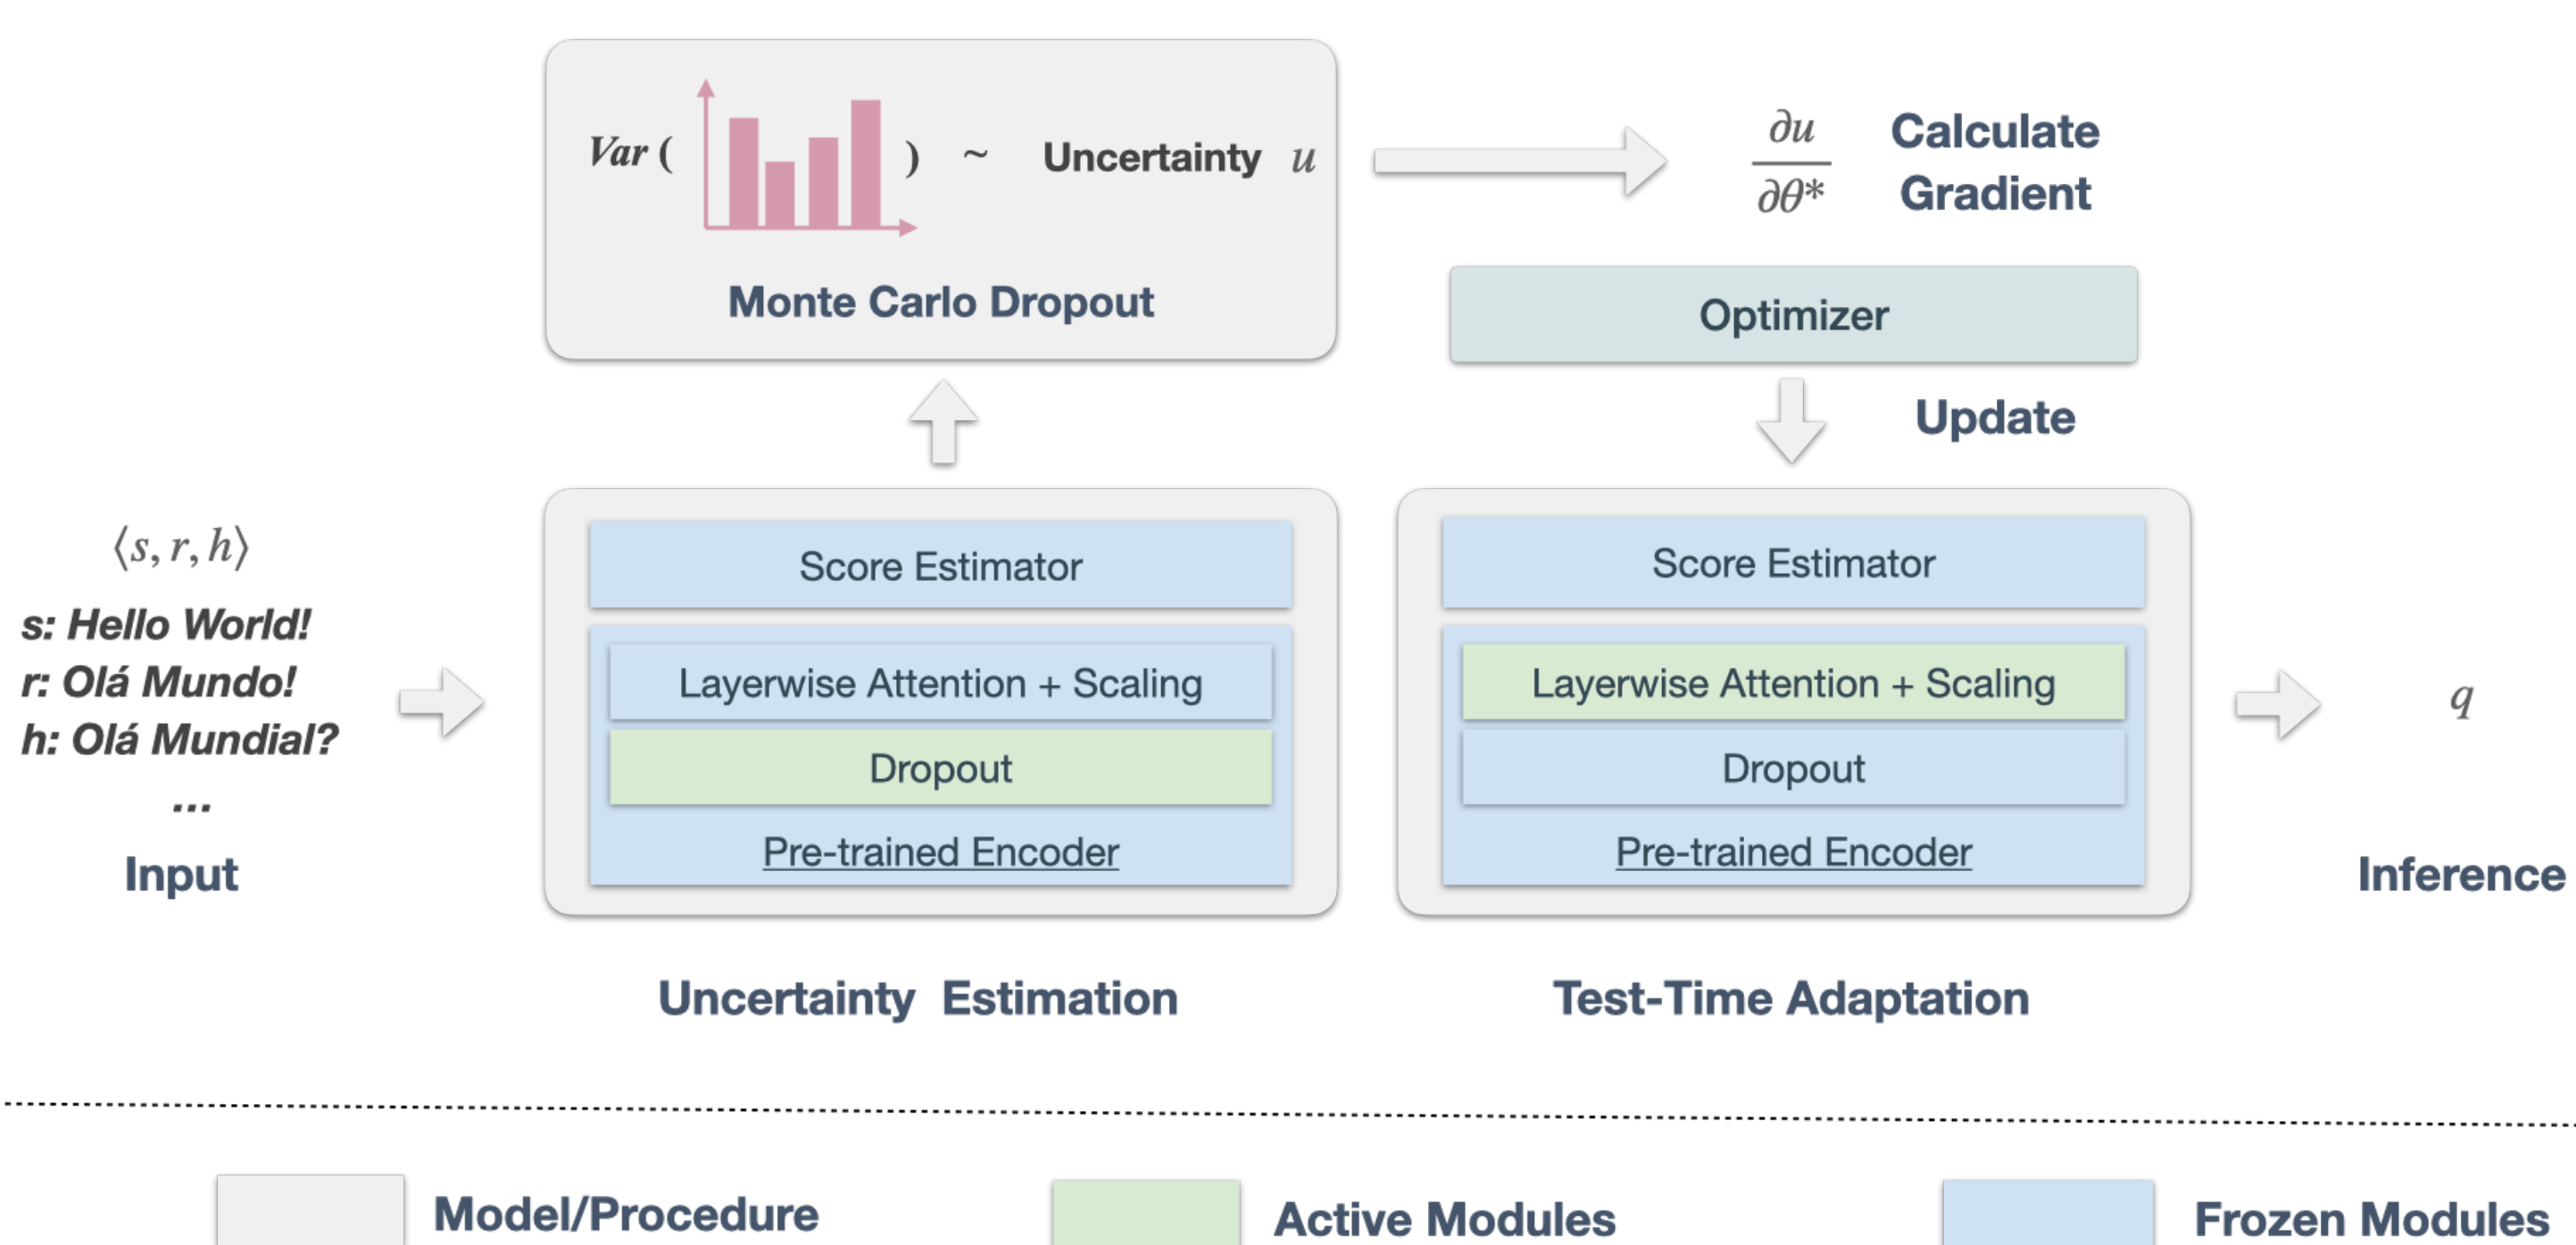 Var ( ) ~ Uncertainty u
Monte Carlo Dropout
∂u
∂θ*
Calculate
Gradient
Optimizer
Update
⟨s, r, h⟩
s: Hello World!
r: Olá Mundo!
h: Olá Mundial?
...
Input
Score Estimator
Layerwise Attention + Scaling
Dropout
Pre-trained Encoder
Uncertainty Estimation
Score Estimator
Layerwise Attention + Scaling
Dropout
Pre-trained Encoder
Test-Time Adaptation
q
Inference
Model/Procedure
Active Modules
Frozen Modules